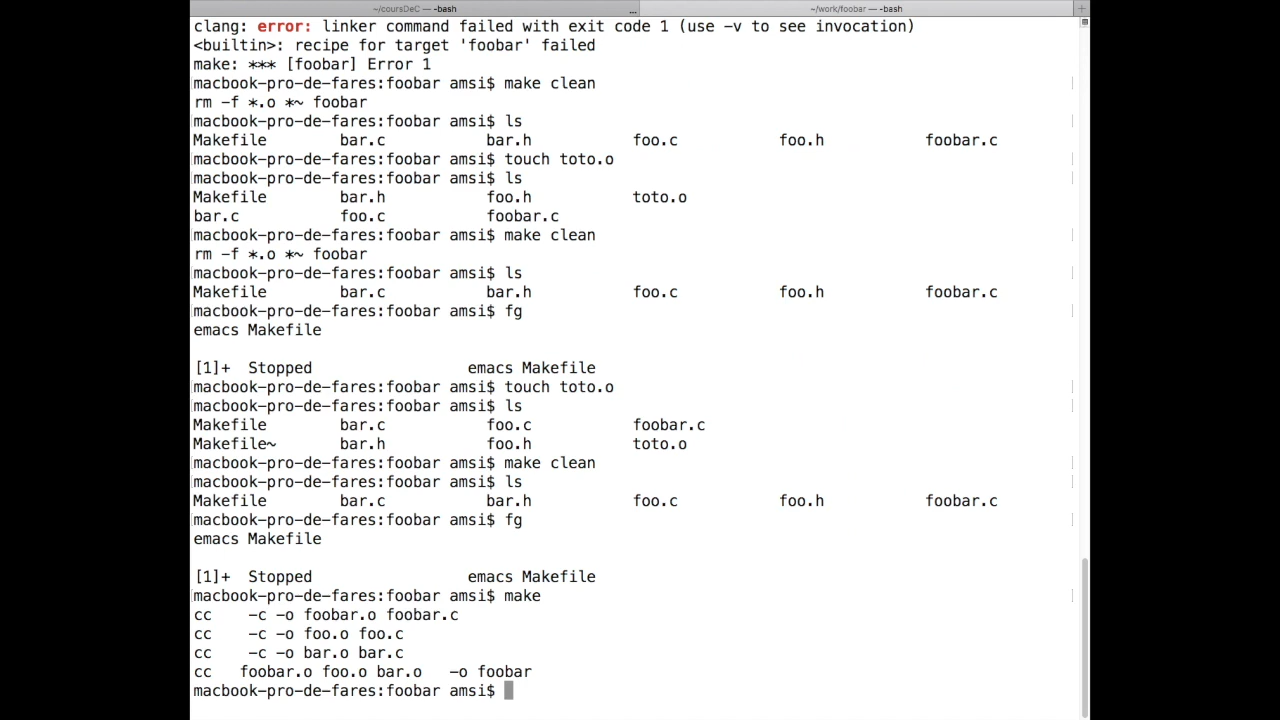 ~/coursDeC — -bash ... ~/work/foobar — -bash +
clang: error: linker command failed with exit code 1 (use -v to see invocation)
<builtin>: recipe for target 'foobar' failed
make: *** [foobar] Error 1
macbook-pro-de-fares:foobar amsi$ make clean
rm -f *.o *~ foobar
macbook-pro-de-fares:foobar amsi$ ls
Makefile bar.c bar.h foo.c foo.h foobar.c
macbook-pro-de-fares:foobar amsi$ touch toto.o
macbook-pro-de-fares:foobar amsi$ ls
Makefile bar.h foo.h toto.o
bar.c foo.c foobar.c
macbook-pro-de-fares:foobar amsi$ make clean
rm -f *.o *~ foobar
macbook-pro-de-fares:foobar amsi$ ls
Makefile bar.c bar.h foo.c foo.h foobar.c
macbook-pro-de-fares:foobar amsi$ fg
emacs Makefile
[1]+ Stopped emacs Makefile
macbook-pro-de-fares:foobar amsi$ touch toto.o
macbook-pro-de-fares:foobar amsi$ ls
Makefile bar.c foo.c foobar.c
Makefile~ bar.h foo.h toto.o
macbook-pro-de-fares:foobar amsi$ make clean
macbook-pro-de-fares:foobar amsi$ ls
Makefile bar.c bar.h foo.c foo.h foobar.c
macbook-pro-de-fares:foobar amsi$ fg
emacs Makefile
[1]+ Stopped emacs Makefile
macbook-pro-de-fares:foobar amsi$ make
cc -c -o foobar.o foobar.c
cc -c -o foo.o foo.c
cc -c -o bar.o bar.c
cc foobar.o foo.o bar.o -o foobar
macbook-pro-de-fares:foobar amsi$